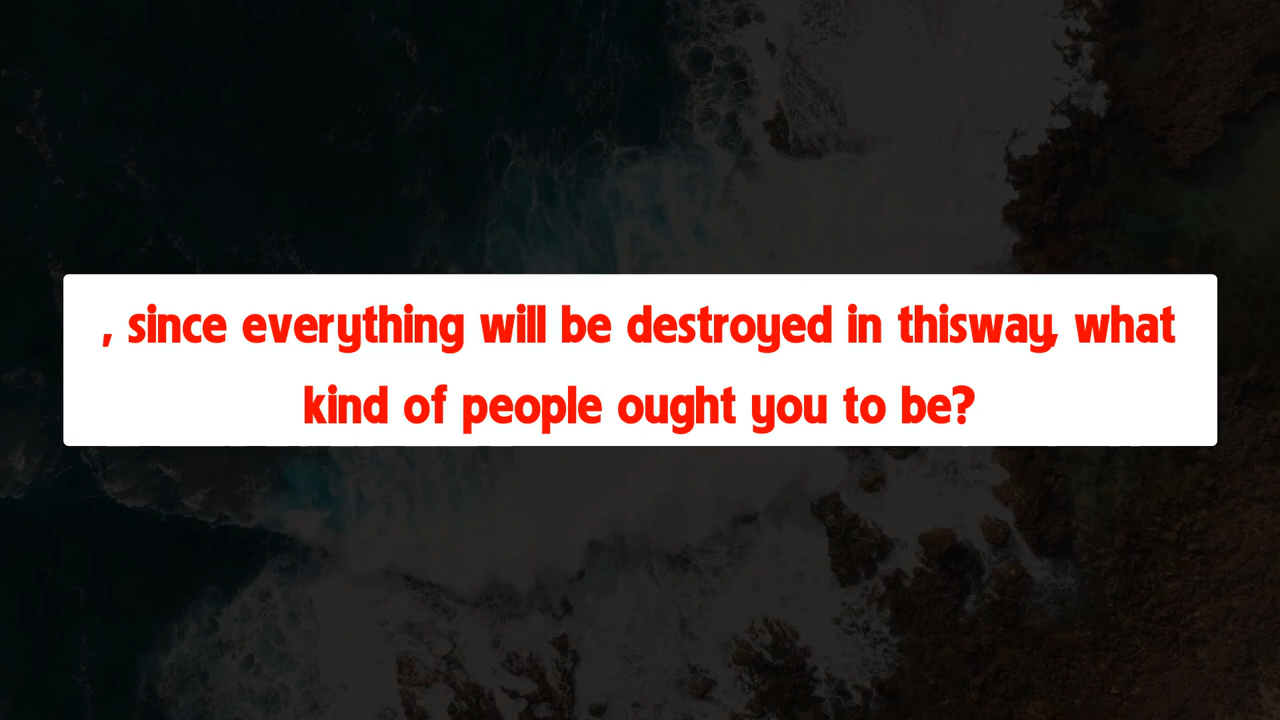 , since everything will be destroyed in thisway, what
kind of people ought you to be?